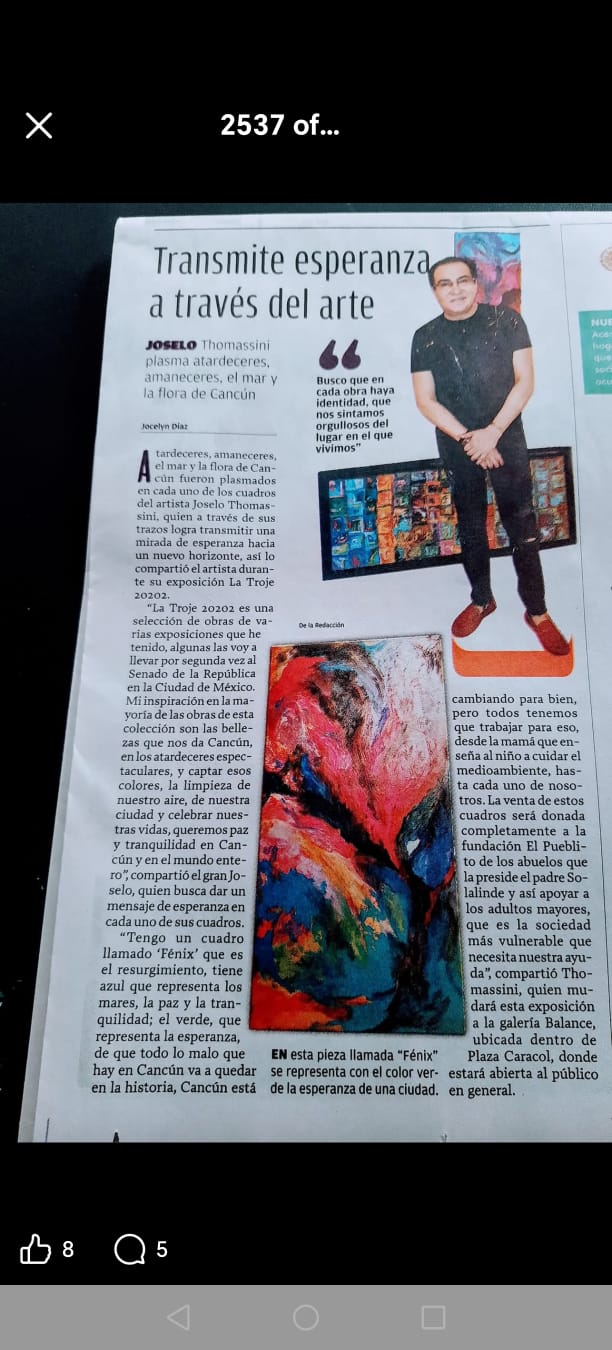 2537 of...
Transmite esperanza
a través del arte
JOSELO Thomassini
plasma atardeceres,
amaneceres, el mar y
la flora de Cancún
Jocelyn Díaz
“
Busco que en
cada obra haya
identidad, que
nos sintamos
orgullosos del
lugar en el que
vivimos”
Atardeceres, amaneceres,
el mar y la flora de Can-
cún fueron plasmados
en cada uno de los cuadros
del artista Joselo Thomas-
sini, quien a través de sus
trazos logra transmitir una
mirada de esperanza hacia
un nuevo horizonte, así lo
compartió el artista duran-
te su exposición La Troje
20202.
“La Troje 20202 es una
selección de obras de va-
rias exposiciones que he
tenido, algunas las voy a
llevar por segunda vez al
Senado de la República
en la Ciudad de México.
Mi inspiración en la ma-
yoría de las obras de esta
colección son las belle-
zas que nos da Cancún,
en los atardeceres espec-
taculares, y captar esos
colores, la limpieza de
nuestro aire, de nuestra
ciudad y celebrar nues-
tras vidas, queremos paz
y tranquilidad en Can-
cún y en el mundo ente-
ro”, compartió el gran Jo-
selo, quien busca dar un
mensaje de esperanza en
cada uno de sus cuadros.
“Tengo un cuadro
llamado ‘Fénix’ que es
el resurgimiento, tiene
azul que representa los
mares, la paz y la tran-
quilidad; el verde, que
representa la esperanza,
de que todo lo malo que
hay en Cancún va a quedar
en la historia, Cancún está
De la Redacción
EN esta pieza llamada “Fénix”
se representa con el color ver-
de la esperanza de una ciudad.
cambiando para bien,
pero todos tenemos
que trabajar para eso,
desde la mamá que en-
seña al niño a cuidar el
medioambiente, has-
ta cada uno de noso-
tros. La venta de estos
cuadros será donada
completamente a la
fundación El Puebli-
to de los abuelos que
la preside el padre So-
lalinde y así apoyar a
los adultos mayores,
que es la sociedad
más vulnerable que
necesita nuestra ayu-
da”, compartió Tho-
massini, quien mu-
dará esta exposición
a la galería Balance,
ubicada dentro de
Plaza Caracol, donde
estará abierta al público
en general.
8
5